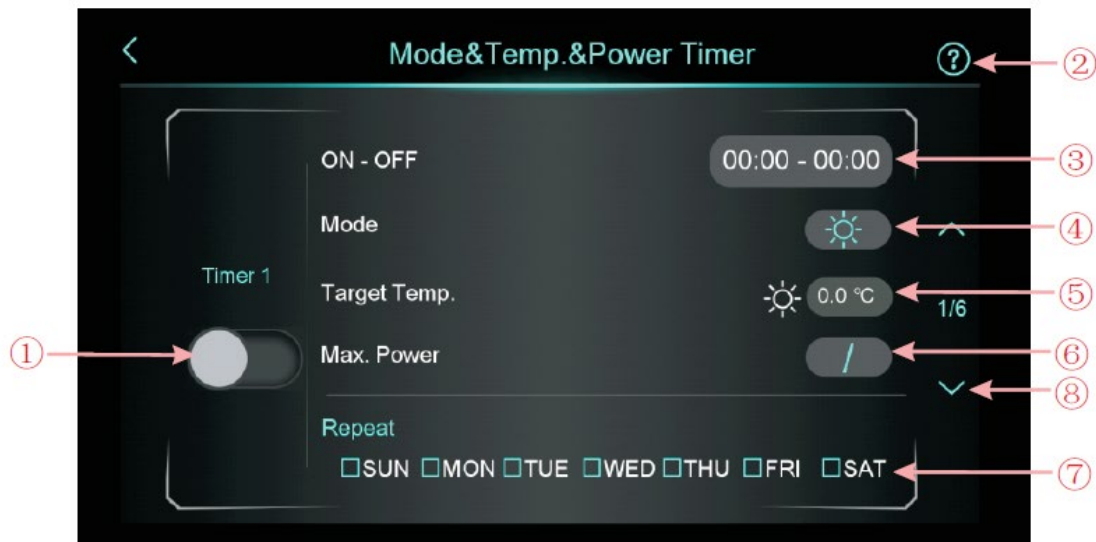 Mode&Temp.&Power Timer
②
ON - OFF
00:00 - 00:00
③
Mode
④
Timer 1
Target Temp.
0.0 ℃
⑤
1/6
①
Max. Power
/
⑥
⑧
Repeat
SUN MON TUE WED THU FRI SAT
⑦